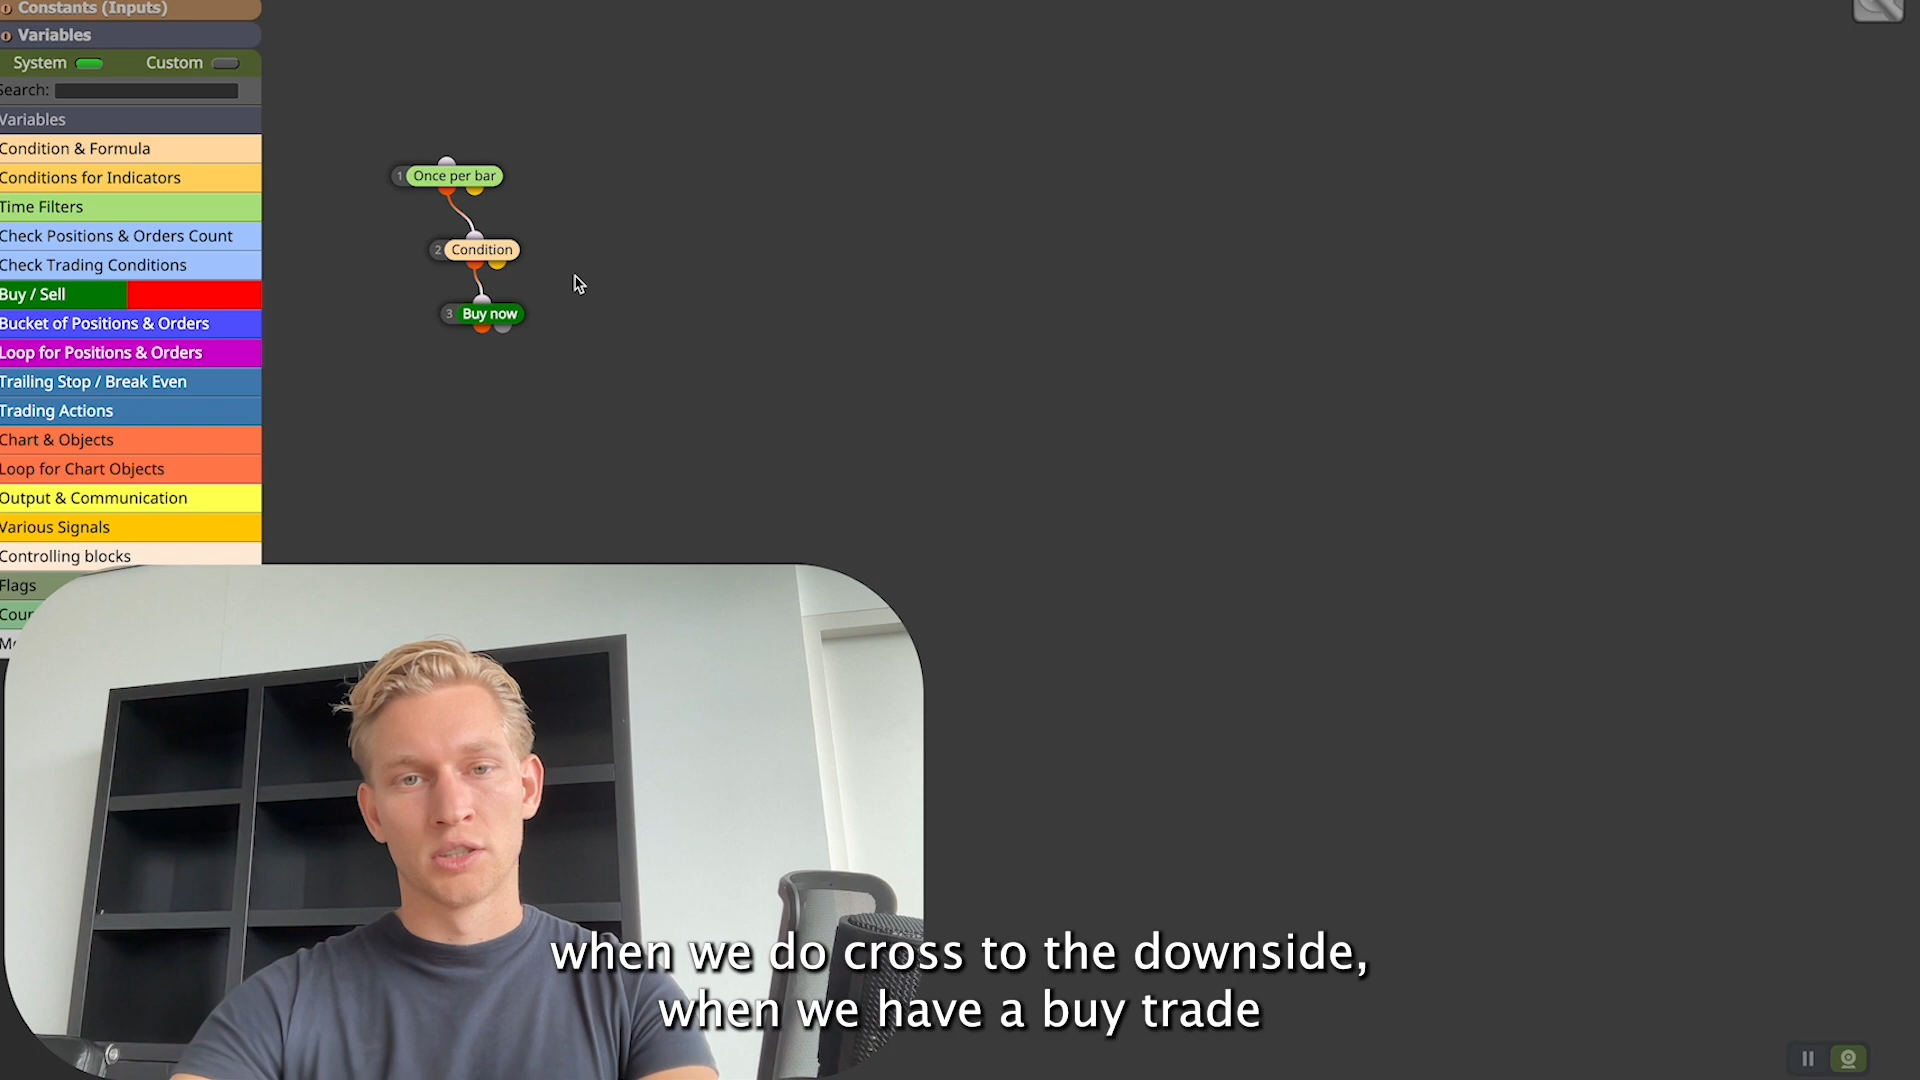 Constants (Inputs)
Variables
System
Custom
Search:
Variables
Condition & Formula
Conditions for Indicators
Time Filters
Check Positions & Orders Count
Check Trading Conditions
Buy / Sell
Bucket of Positions & Orders
Loop for Positions & Orders
Trailing Stop / Break Even
Trading Actions
Chart & Objects
Loop for Chart Objects
Output & Communication
Various Signals
Controlling blocks
Flags
1 Once per bar
2 Condition
3 Buy now
when we do cross to the downside,
when we have a buy trade